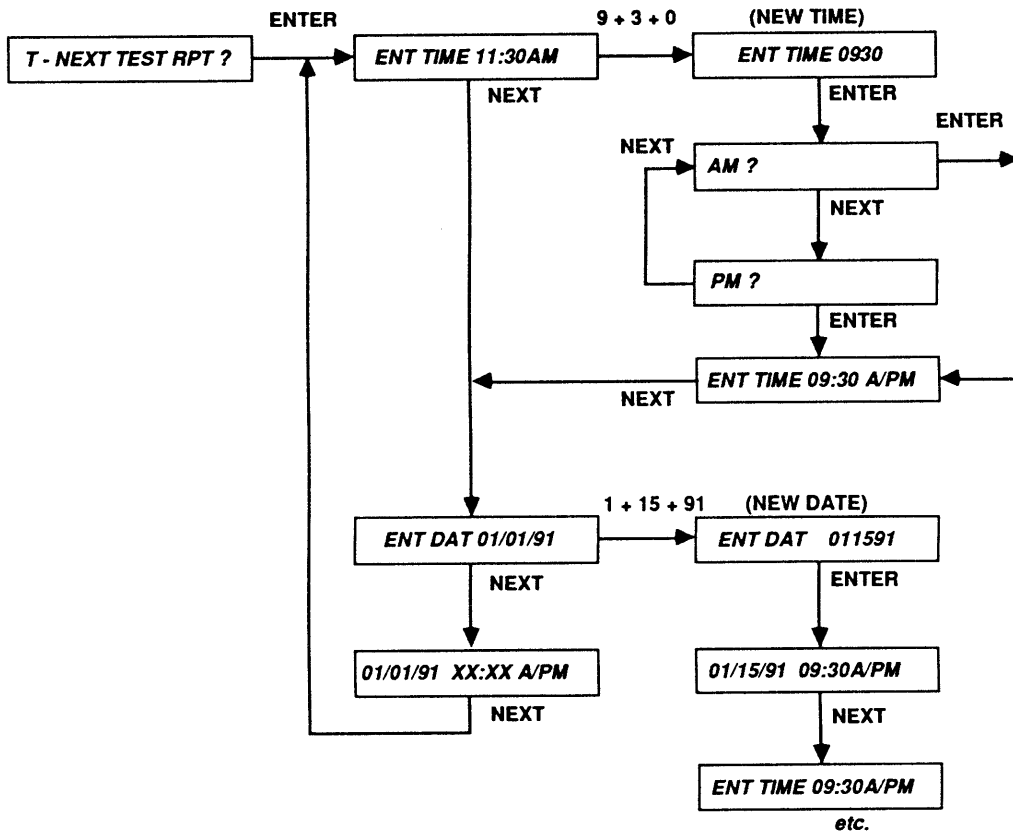 ENTER
9 + 3 + 0
(NEW TIME)
T - NEXT TEST RPT ?
ENT TIME 11:30AM
ENT TIME 0930
NEXT
ENTER
ENTER
NEXT
AM ?
NEXT
PM ?
ENTER
ENT TIME 09:30 A/PM
NEXT
1 + 15 + 91
(NEW DATE)
ENT DAT 01/01/91
ENT DAT 011591
NEXT
ENTER
01/01/91 XX:XX A/PM
01/15/91 09:30A/PM
NEXT
NEXT
ENT TIME 09:30A/PM
etc.